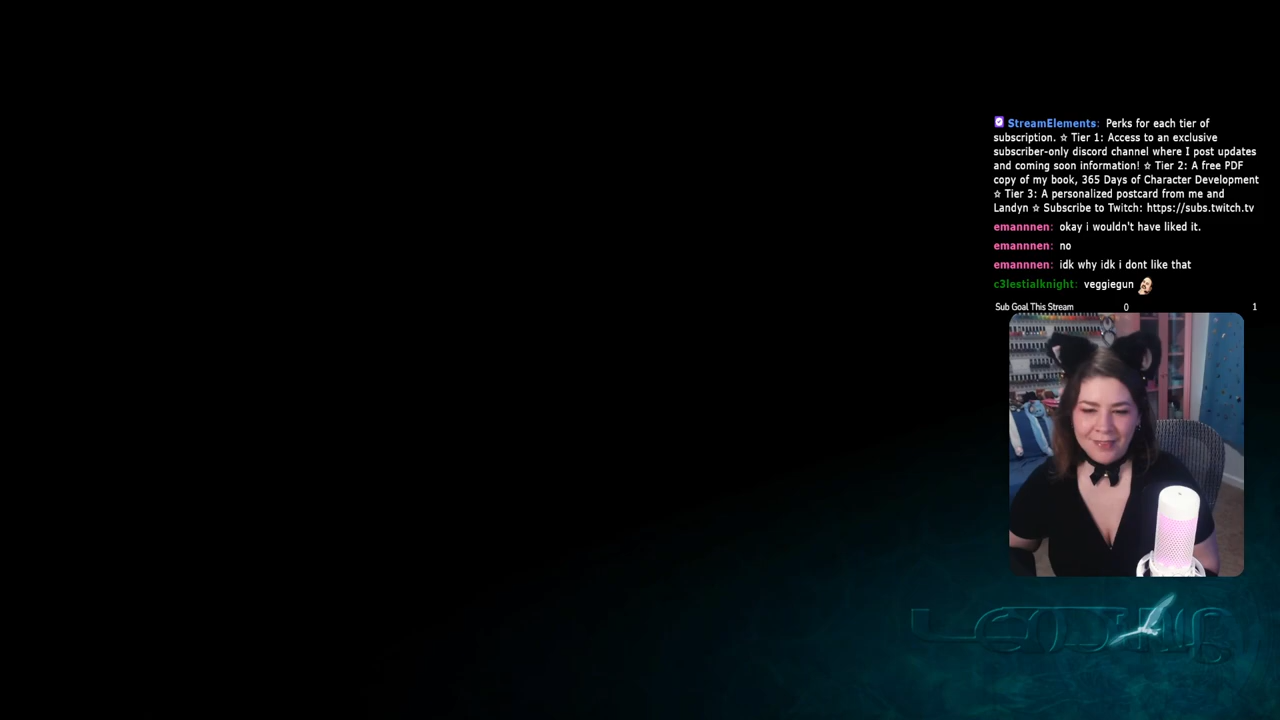 StreamElements: Perks for each tier of
subscription. ☆ Tier 1: Access to an exclusive
subscriber-only discord channel where I post updates
and coming soon information! ☆ Tier 2: A free PDF
copy of my book, 365 Days of Character Development
☆ Tier 3: A personalized postcard from me and
Landyn ☆ Subscribe to Twitch: https://subs.twitch.tv
emannnen: okay i wouldn't have liked it.
emannnen: no
emannnen: idk why idk i dont like that
c3lestialknight: veggiegun
Sub Goal This Stream 0 1
LOADING